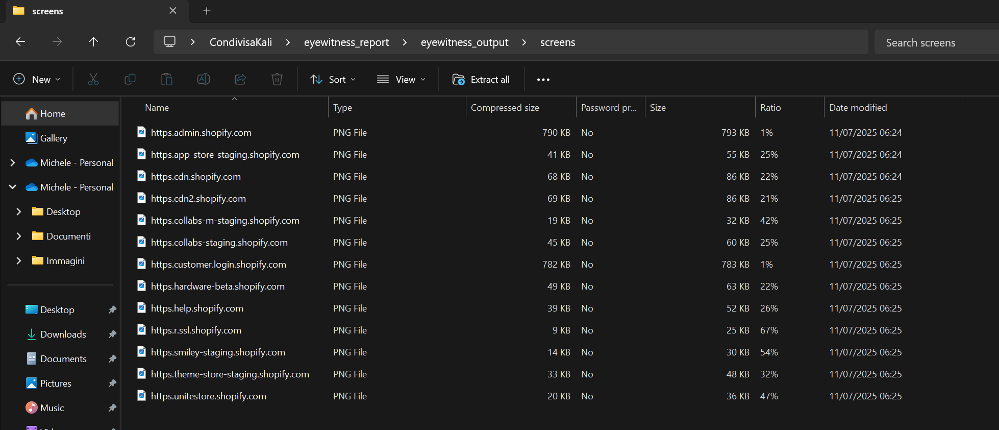 screens
CondivisaKali eyewitness_report eyewitness_output screens
Search screens
New
Sort
View
Extract all
Name Type Compressed size Password pr... Size Ratio Date modified
Home
Gallery
Michele - Personal
Michele - Personal
Desktop
Documenti
Immagini
Desktop
Downloads
Documents
Pictures
Music
https.admin.shopify.com PNG File 790 KB No 793 KB 1% 11/07/2025 06:24
https.app-store-staging.shopify.com PNG File 41 KB No 55 KB 25% 11/07/2025 06:24
https.cdn.shopify.com PNG File 68 KB No 86 KB 22% 11/07/2025 06:24
https.cdn2.shopify.com PNG File 69 KB No 86 KB 21% 11/07/2025 06:25
https.collabs-m-staging.shopify.com PNG File 19 KB No 32 KB 42% 11/07/2025 06:25
https.collabs-staging.shopify.com PNG File 45 KB No 60 KB 25% 11/07/2025 06:25
https.customer.login.shopify.com PNG File 782 KB No 783 KB 1% 11/07/2025 06:25
https.hardware-beta.shopify.com PNG File 49 KB No 63 KB 22% 11/07/2025 06:25
https.help.shopify.com PNG File 39 KB No 52 KB 26% 11/07/2025 06:25
https.r.ssl.shopify.com PNG File 9 KB No 25 KB 67% 11/07/2025 06:25
https.smiley-staging.shopify.com PNG File 14 KB No 30 KB 54% 11/07/2025 06:25
https.theme-store-staging.shopify.com PNG File 33 KB No 48 KB 32% 11/07/2025 06:25
https.unitestore.shopify.com PNG File 20 KB No 36 KB 47% 11/07/2025 06:25